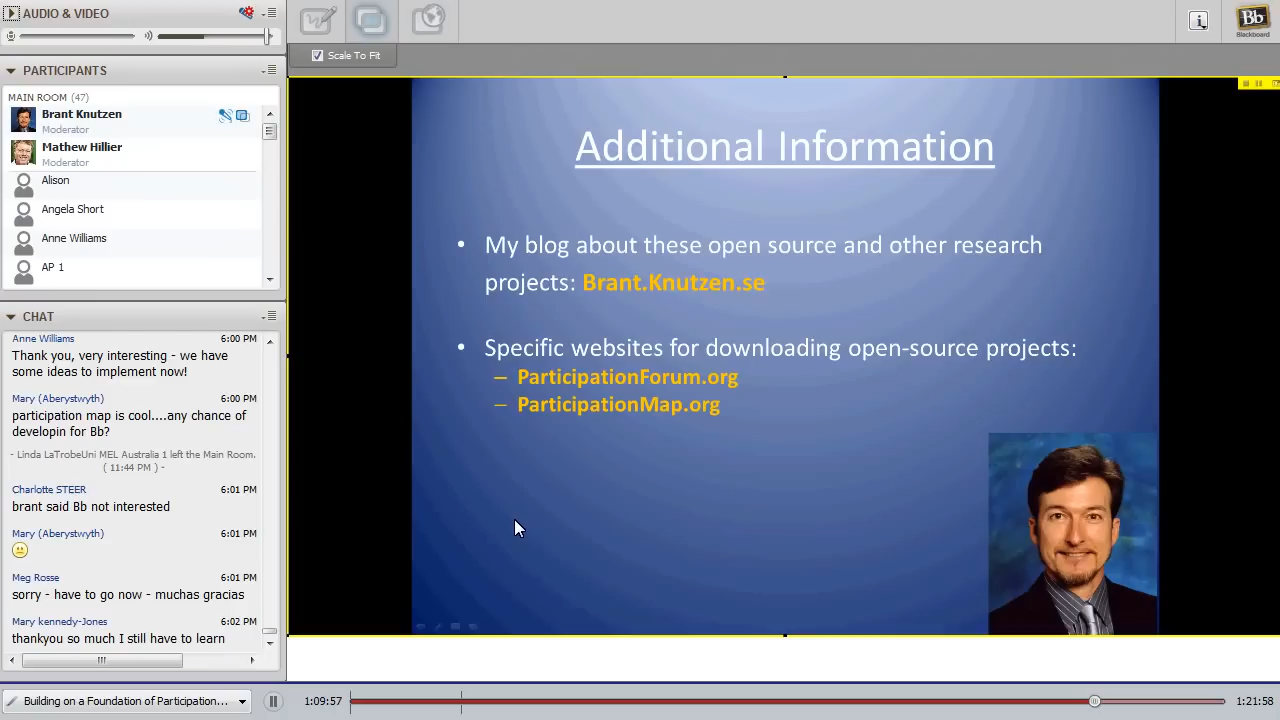 AUDIO & VIDEO
PARTICIPANTS
MAIN ROOM (47)
Brant Knutzen
Moderator
Mathew Hillier
Moderator
Alison
Angela Short
Anne Williams
AP 1
CHAT
Anne Williams 6:00 PM
Thank you, very interesting - we have
some ideas to implement now!
Mary (Aberystwyth) 6:00 PM
participation map is cool....any chance of
developin for Bb?
- Linda LaTrobeUni MEL Australia 1 left the Main Room.
( 11:44 PM ) -
Charlotte STEER 6:01 PM
brant said Bb not interested
Mary (Aberystwyth) 6:01 PM
Meg Rosse 6:01 PM
sorry - have to go now - muchas gracias
Mary kennedy-Jones 6:02 PM
thankyou so much I still have to learn
Scale To Fit
Bb
Blackboard
Additional Information
• My blog about these open source and other research
projects: Brant.Knutzen.se
• Specific websites for downloading open-source projects:
– ParticipationForum.org
– ParticipationMap.org
Building on a Foundation of Participation...
1:09:57
1:21:58